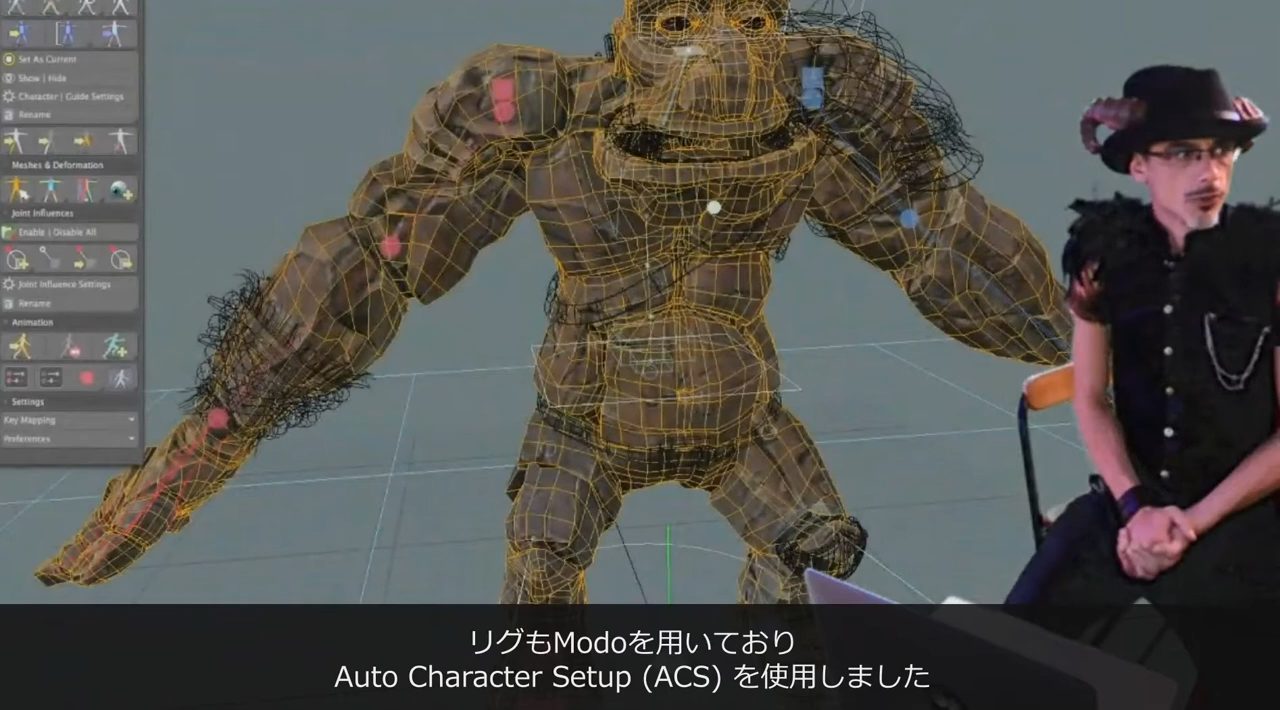 Set As Current
Show | Hide
Character | Guide Settings
Rename
Meshes & Deformation
Joint Influences
Enable | Disable All
Joint Influence Settings
Rename
Animation
Settings
Key Mapping
Preferences
リグもModoを用いており
Auto Character Setup (ACS) を使用しました